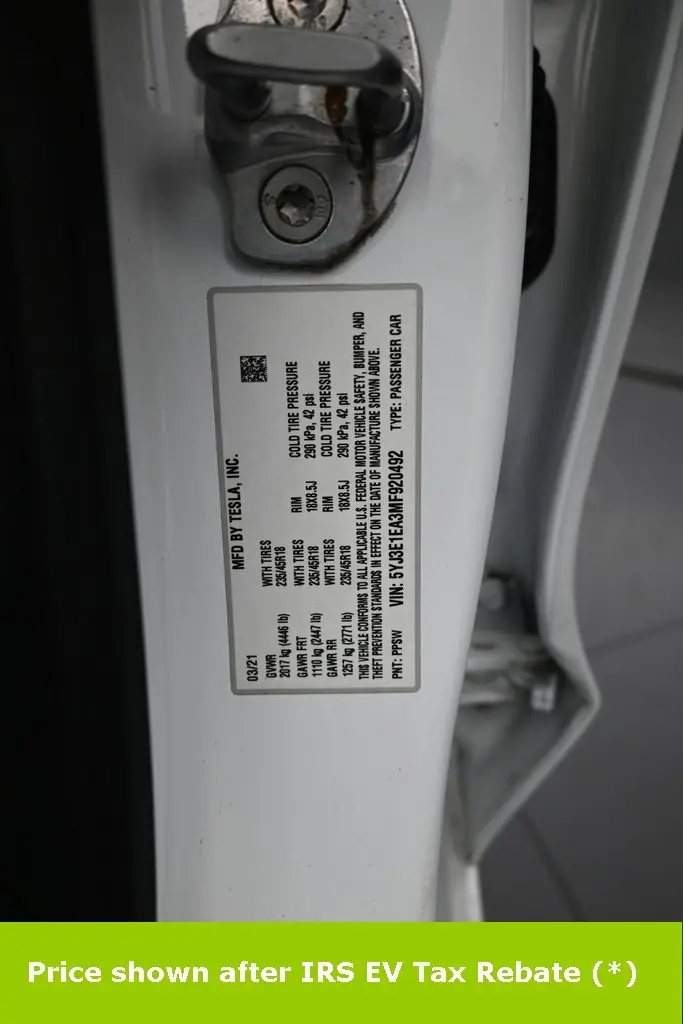 MFD BY TESLA, INC.
03/21
GVWR WITH TIRES
2017 kg (4446 lb) 235/45R18
GAWR FRT WITH TIRES RIM COLD TIRE PRESSURE
1110 kg (2447 lb) 235/45R18 18X8.5J 290 kPa, 42 psi
GAWR RR WITH TIRES RIM COLD TIRE PRESSURE
1257 kg (2771 lb) 235/45R18 18X8.5J 290 kPa, 42 psi
THIS VEHICLE CONFORMS TO ALL APPLICABLE U.S. FEDERAL MOTOR VEHICLE SAFETY, BUMPER, AND
THEFT PREVENTION STANDARDS IN EFFECT ON THE DATE OF MANUFACTURE SHOWN ABOVE.
PNT: PPSW VIN: 5YJ3E1EA3MF920492 TYPE: PASSENGER CAR
Price shown after IRS EV Tax Rebate (*)